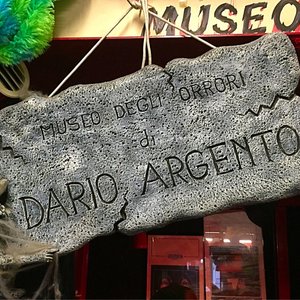 MUSEO
MUSEO DEGLI ORRORI
di
DARIO ARGENTO